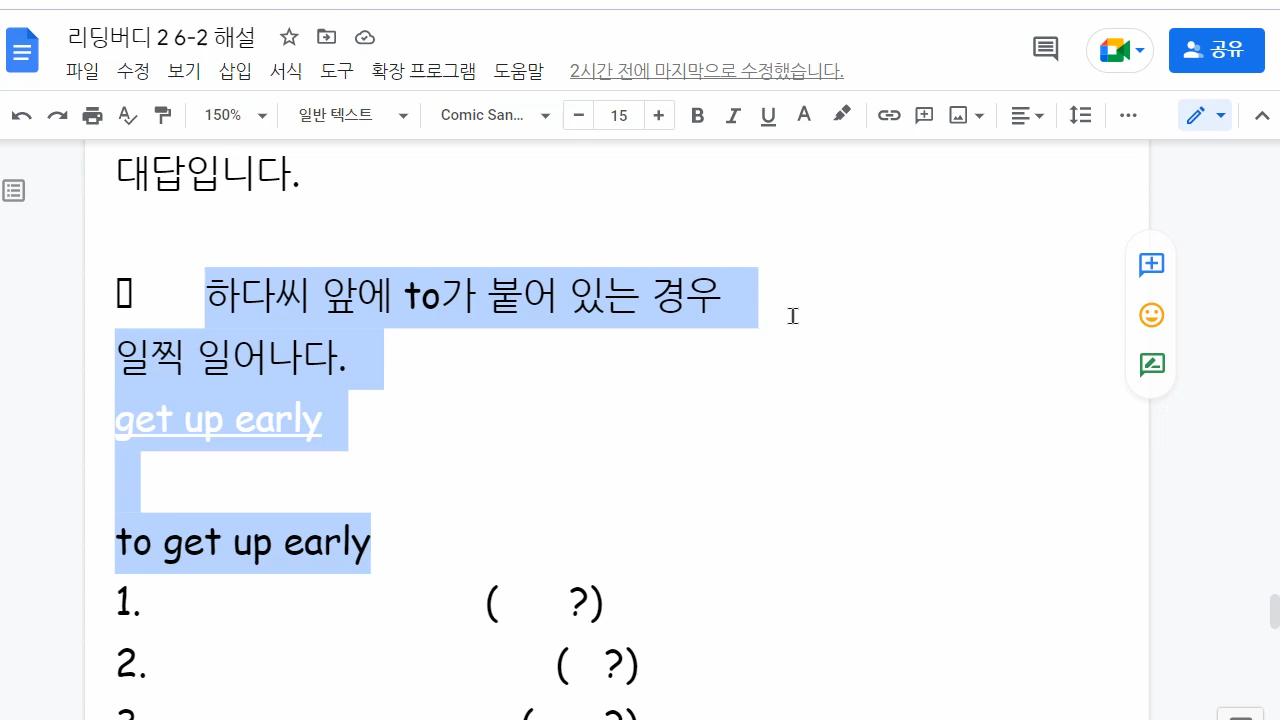 리딩버디 2 6-2 해설
파일 수정 보기 삽입 서식 도구 확장 프로그램 도움말 2시간 전에 마지막으로 수정했습니다.
공유
150% 일반 텍스트 Comic San... 15 B I U A
대답입니다.
하다씨 앞에 to가 붙어 있는 경우
일찍 일어나다.
get up early
to get up early
1. ( ?)
2. ( ?)